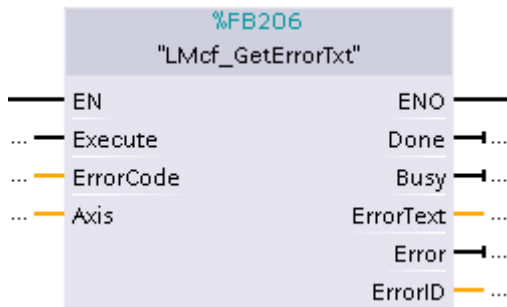 %FB206
"LMcf_GetErrorTxt"
EN ENO
... Execute Done ...
... ErrorCode Busy ...
... Axis ErrorText ...
Error ...
ErrorID ...